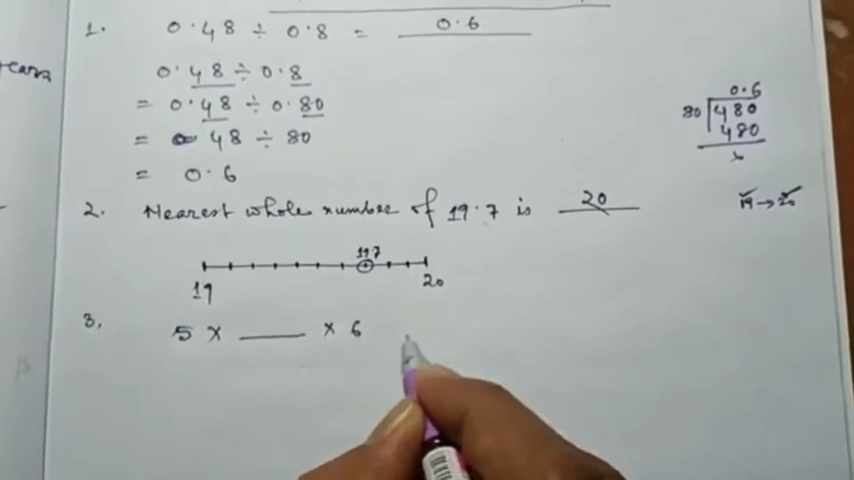 1. 0.48 ÷ 0.8 = 0.6
0.48 ÷ 0.8
= 0.48 ÷ 0.80
= 48 ÷ 80
= 0.6
0.6
80 480
480
x
2. Nearest whole number of 19.7 is 20
19 → 20
19.7
19 20
3. 5 x ____ x 6